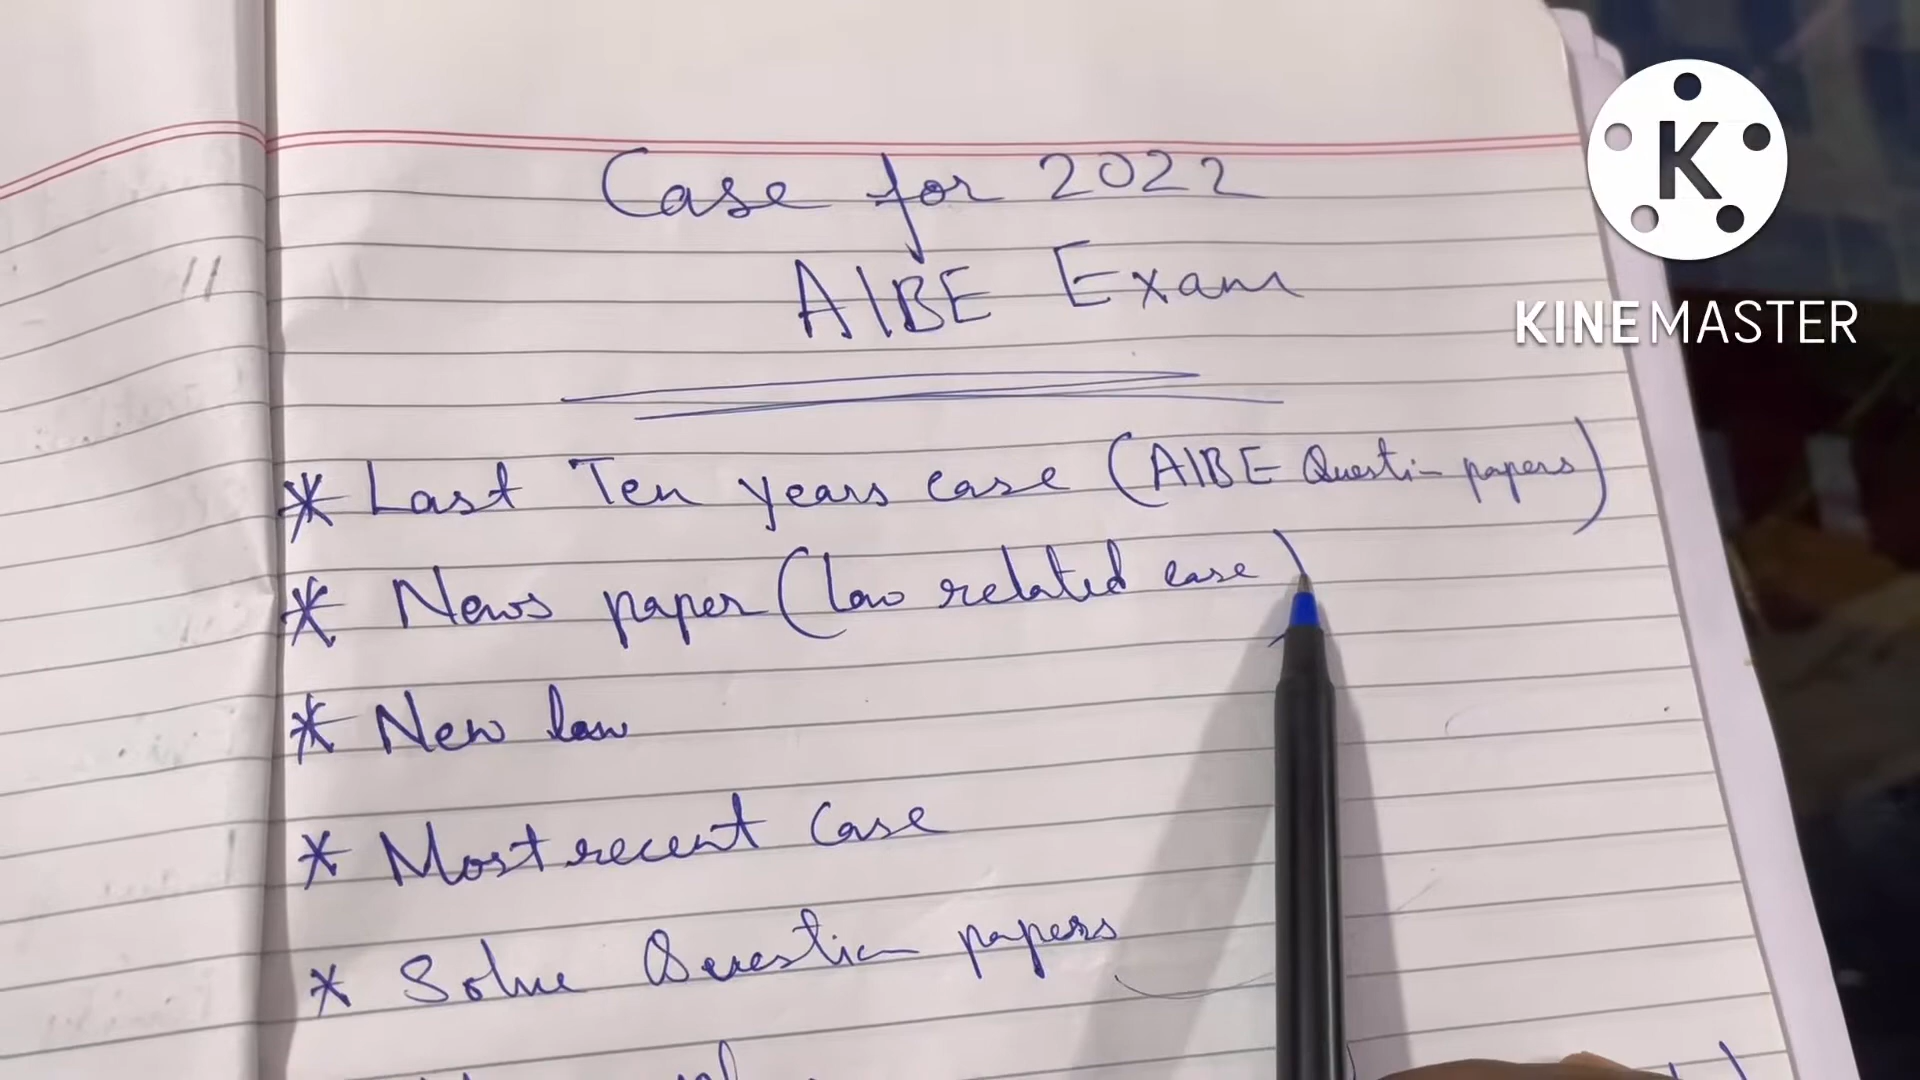 Case for 2022
AIBE Exam
* Last Ten years case (AIBE Questi- papers)
* News paper (law related case)
* New law
* Most recent Case
* Solve Question papers
K
KINEMASTER